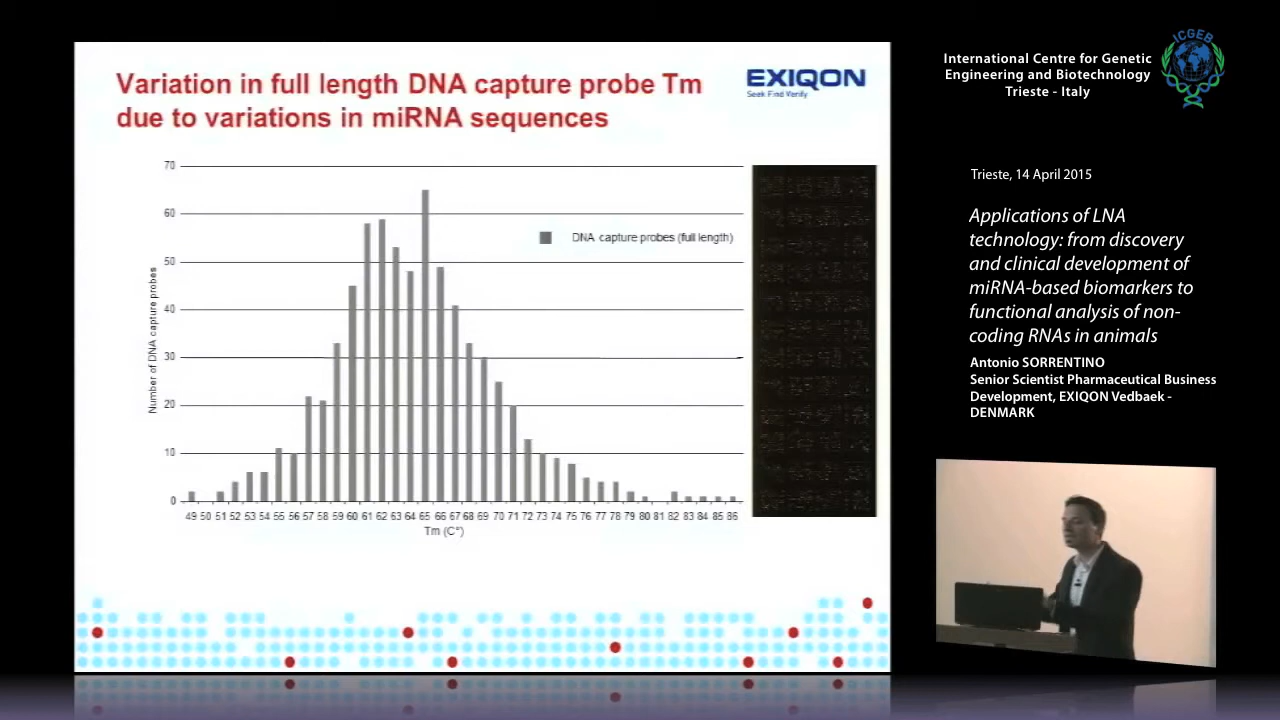 Variation in full length DNA capture probe Tm
due to variations in miRNA sequences
EXIQON
Seek Find Verify
70
60
50
40
30
20
10
0
Number of DNA capture probes
DNA capture probes (full length)
49 50 51 52 53 54 55 56 57 58 59 60 61 62 63 64 65 66 67 68 69 70 71 72 73 74 75 76 77 78 79 80 81 82 83 84 85 86
Tm (C°)
International Centre for Genetic
Engineering and Biotechnology
Trieste - Italy
ICGEB
Trieste, 14 April 2015
Applications of LNA
technology: from discovery
and clinical development of
miRNA-based biomarkers to
functional analysis of non-
coding RNAs in animals
Antonio SORRENTINO
Senior Scientist Pharmaceutical Business
Development, EXIQON Vedbaek -
DENMARK